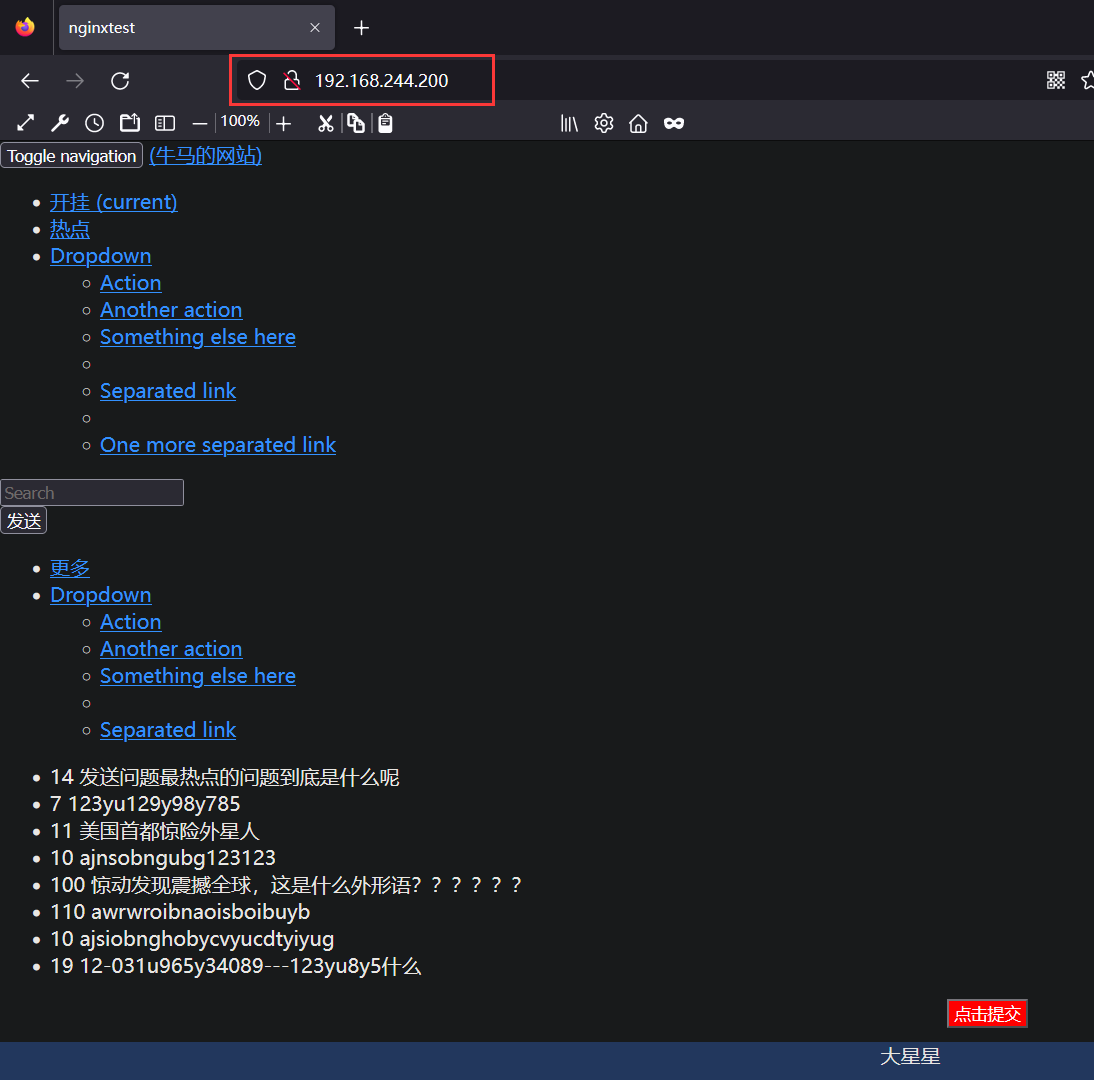 nginxtest
192.168.244.200
100%
Toggle navigation (牛马的网站)
开挂 (current)
热点
Dropdown
Action
Another action
Something else here
Separated link
One more separated link
Search
发送
更多
Dropdown
Action
Another action
Something else here
Separated link
14 发送问题最热点的问题到底是什么呢
7 123yu129y98y785
11 美国首都惊险外星人
10 ajnsobngubg123123
100 惊动发现震撼全球，这是什么外形语？？？？？？
110 awrwroibnaoisboibuyb
10 ajsiobnghobycvyucdtyiyug
19 12-031u965y34089---123yu8y5什么
点击提交
大星星